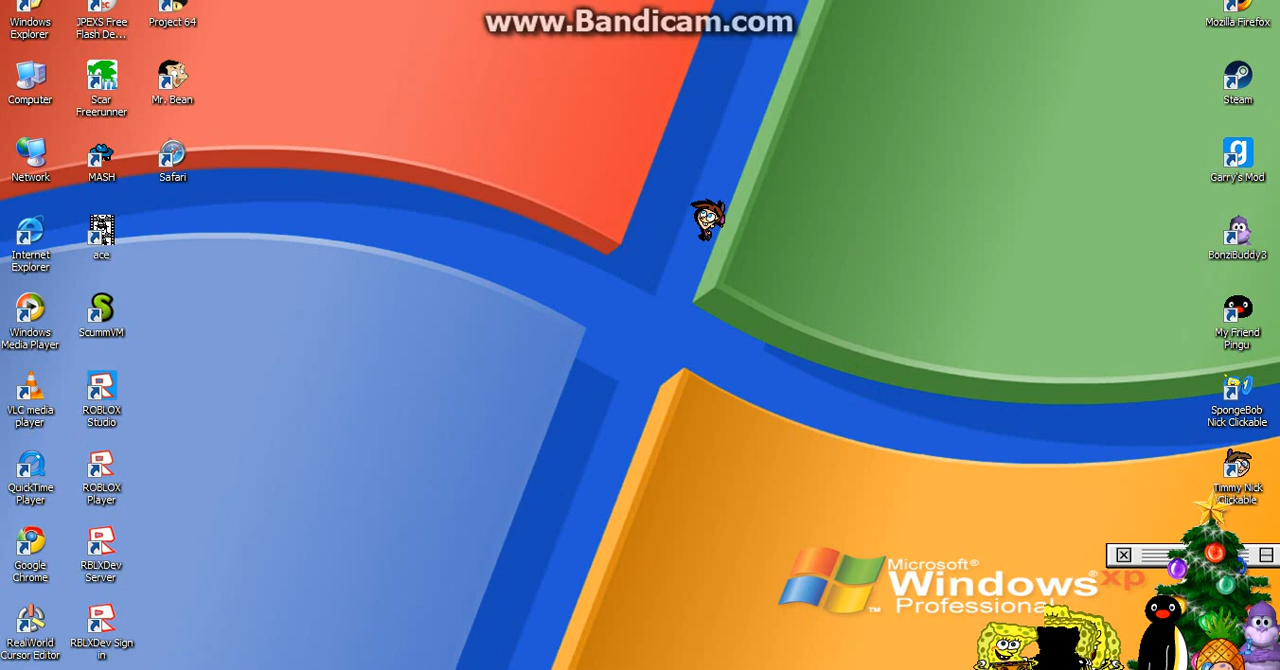 www.Bandicam.com
Windows
Explorer
JPEXS Free
Flash De...
Project 64
Mozilla Firefox
Computer
Scar
Freerunner
Mr. Bean
Steam
Network
MASH
Safari
Garry's Mod
Internet
Explorer
ace
BonziBuddy3
Windows
Media Player
ScummVM
My Friend
Pingu
VLC media
player
ROBLOX
Studio
SpongeBob
Nick Clickable
QuickTime
Player
ROBLOX
Player
Timmy Nick
Clickable
Google
Chrome
RBLXDev
Server
RealWorld
Cursor Editor
RBLXDev Sign
in
Microsoft®
Windows® xp
Professional
™